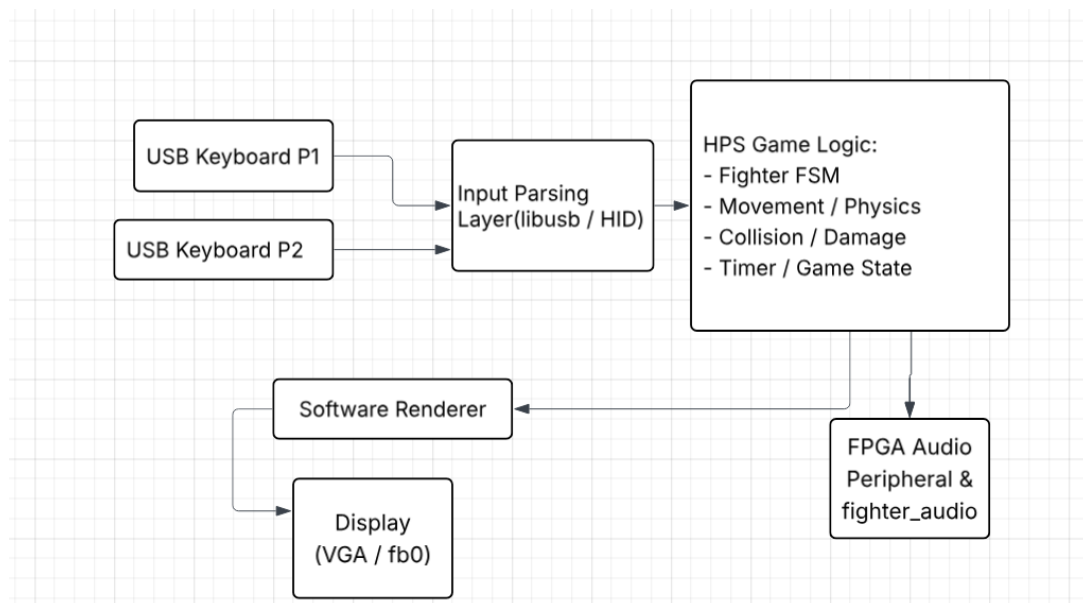 USB Keyboard P1
USB Keyboard P2
Input Parsing
Layer(libusb / HID)
HPS Game Logic:
- Fighter FSM
- Movement / Physics
- Collision / Damage
- Timer / Game State
Software Renderer
Display
(VGA / fb0)
FPGA Audio
Peripheral &
fighter_audio